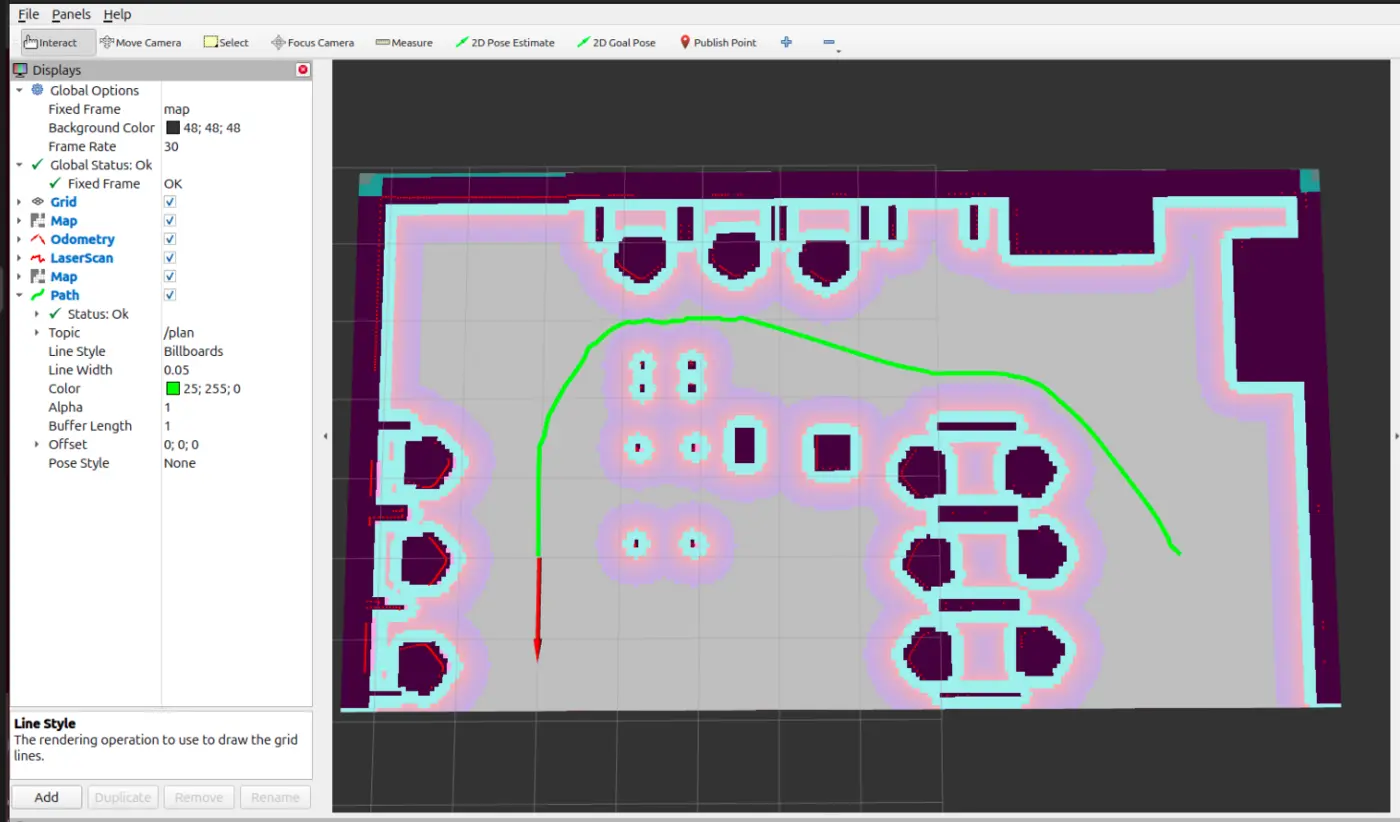 File Panels Help
Interact Move Camera Select Focus Camera Measure 2D Pose Estimate 2D Goal Pose Publish Point
Displays
Global Options
Fixed Frame map
Background Color 48; 48; 48
Frame Rate 30
Global Status: Ok
Fixed Frame OK
Grid
Map
Odometry
LaserScan
Map
Path
Status: Ok
Topic /plan
Line Style Billboards
Line Width 0.05
Color 25; 255; 0
Alpha 1
Buffer Length 1
Offset 0; 0; 0
Pose Style None
Line Style
The rendering operation to use to draw the grid
lines.
Add Duplicate Remove Rename